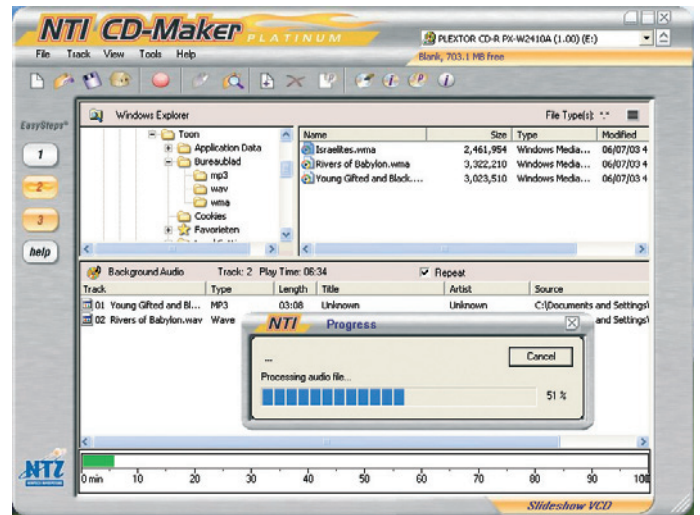 NTI CD-Maker PLATINUM
PLEXTOR CD-R PX-W2410A (1.00) (E:)
File Track View Tools Help
Blank, 703.1 MB free
EasySteps®
Windows Explorer File Type(s): *.*
Toon
Application Data
Bureaublad
mp3
wav
wma
Cookies
Favorieten
Name Size Type Modified
Israelites.wma 2,461,954 Windows Media... 06/07/03 4
Rivers of Babylon.wma 3,322,210 Windows Media... 06/07/03 4
Young Gifted and Black.... 3,023,510 Windows Media... 06/07/03 4
1
2
3
help
Background Audio Track: 2 Play Time: 06:34 Repeat
Track Type Length Title Artist Source
01 Young Gifted and Bl... MP3 03:08 Unknown Unknown C:\Documents and Settings\
02 Rivers of Babylon.wav Wave and Settings\
NTI Progress
...
Cancel
Processing audio file...
51 %
NTI
0 min 10 20 30 40 50 60 70 80 90 100
Slideshow VCD